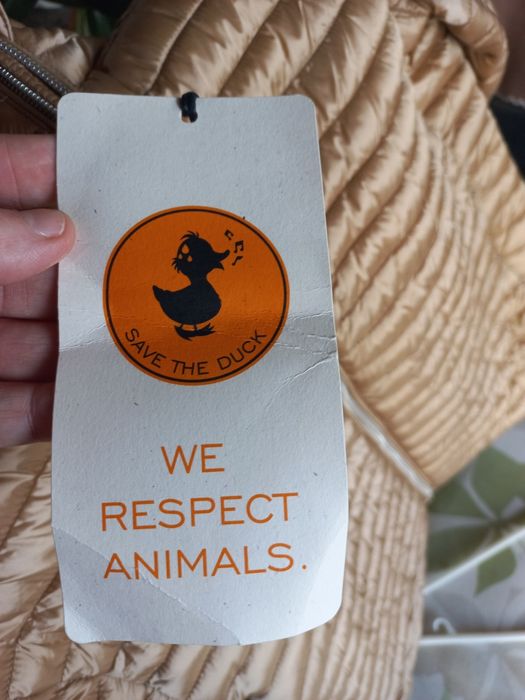 SAVE THE DUCK
WE
RESPECT
ANIMALS.